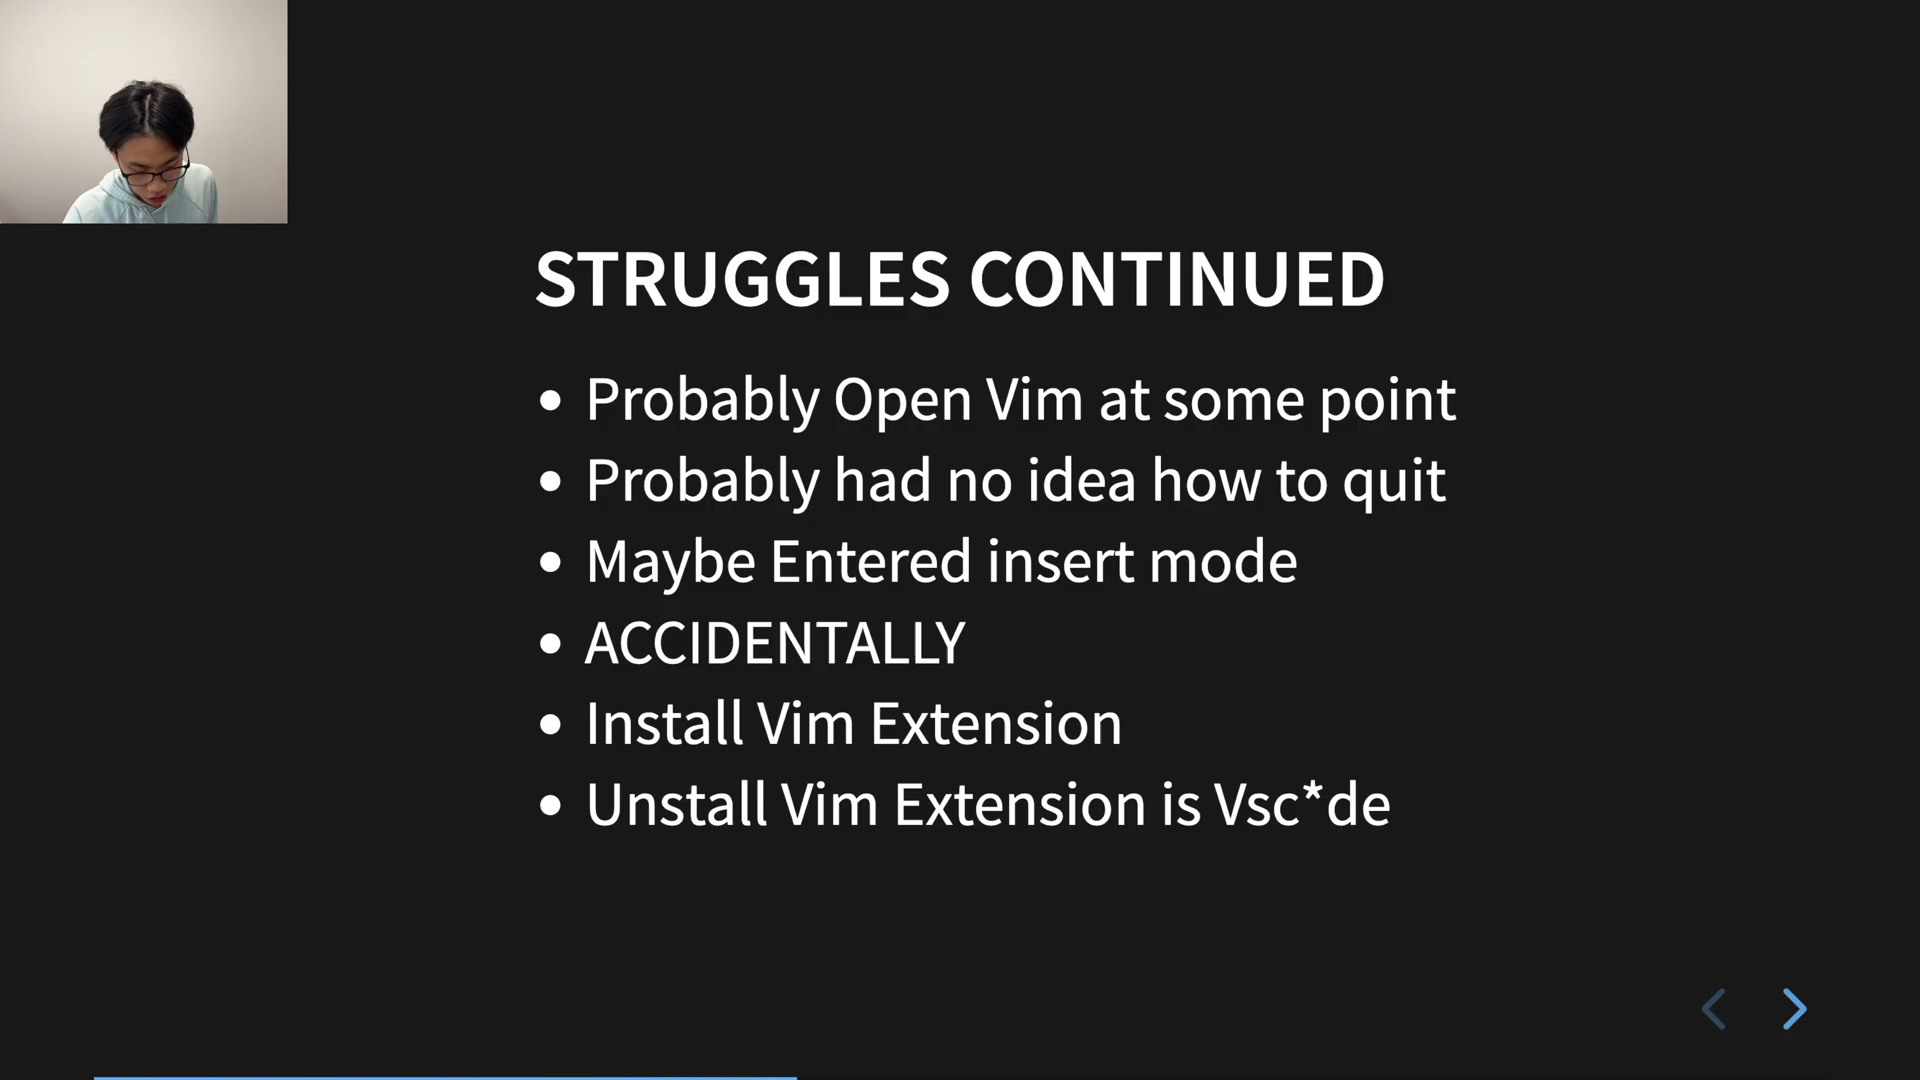 STRUGGLES CONTINUED
Probably Open Vim at some point
Probably had no idea how to quit
Maybe Entered insert mode
ACCIDENTALLY
Install Vim Extension
Unstall Vim Extension is Vsc*de